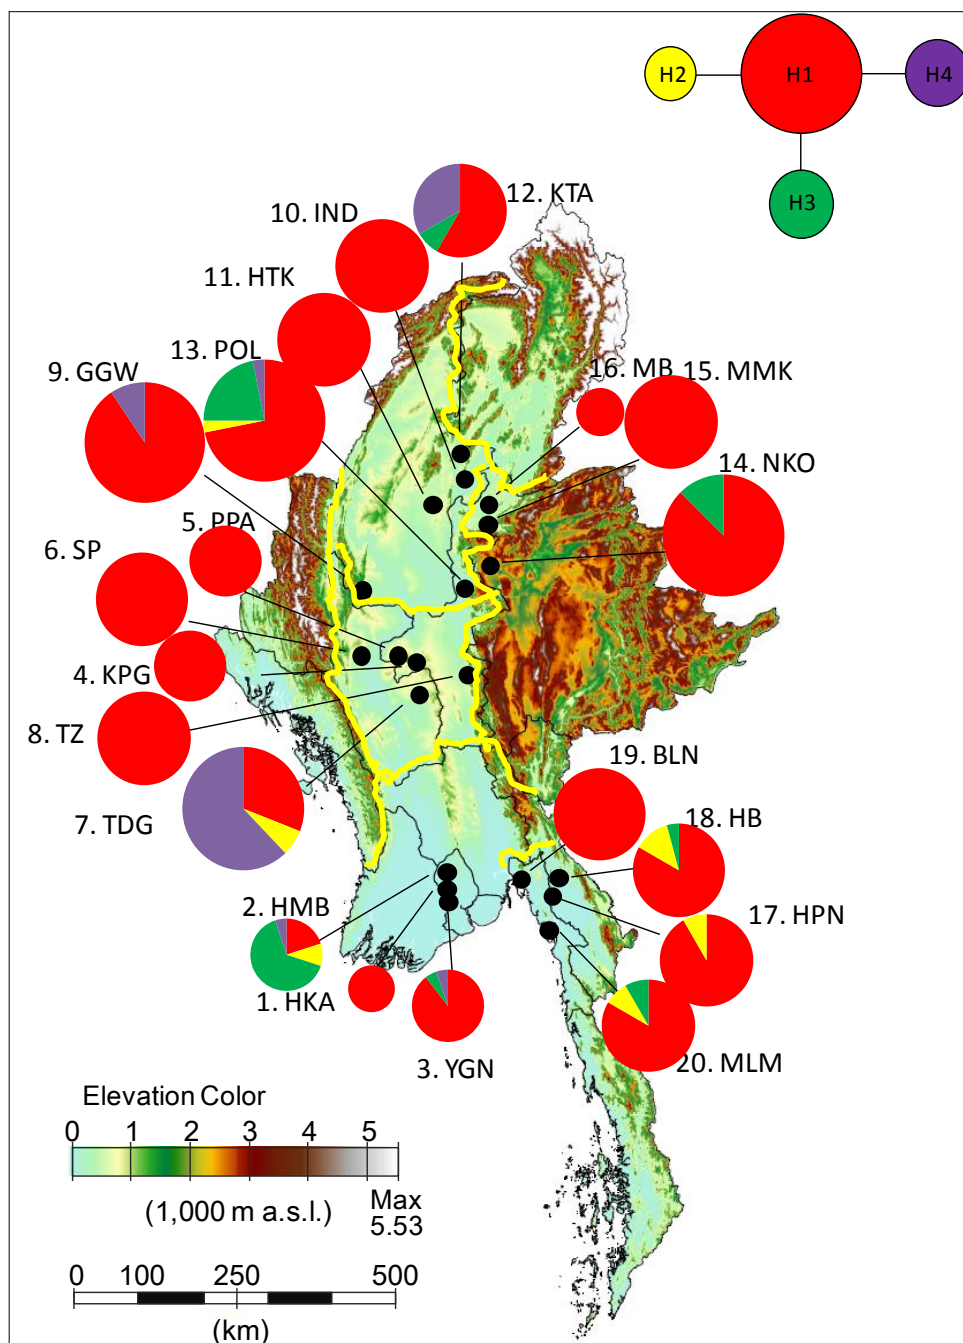 H2
H1
H4
H3
12. KTA
10. IND
11. HTK
13. POL
9. GGW
16. MB
15. MMK
14. NKO
5. PPA
6. SP
4. KPG
8. TZ
7. TDG
19. BLN
18. HB
17. HPN
2. HMB
1. HKA
3. YGN
20. MLM
Elevation Color
0 1 2 3 4 5
(1,000 m a.s.l.)
Max
5.53
0 100 250 500
(km)